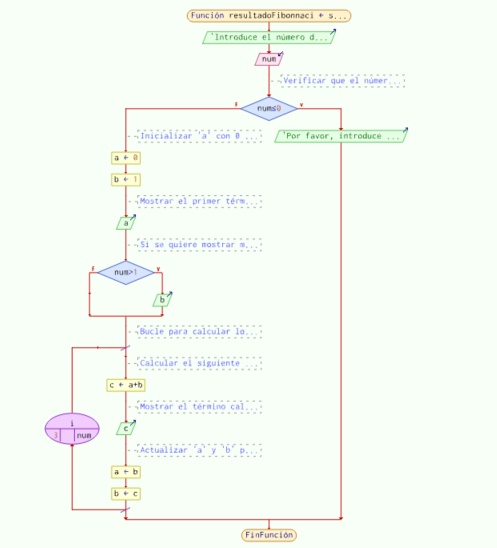 Función resultadoFibonnaci ← s...
'Introduce el número d...
num
Verificar que el númer...
num≤0
F
V
Inicializar 'a' con 0 ...
'Por favor, introduce ...
a ← 0
b ← 1
Mostrar el primer térm...
a
Si se quiere mostrar m...
num>1
F
V
b
Bucle para calcular lo...
Calcular el siguiente ...
c ← a+b
Mostrar el término cal...
i
3
num
c
Actualizar 'a' y 'b' p...
a ← b
b ← c
FinFunción